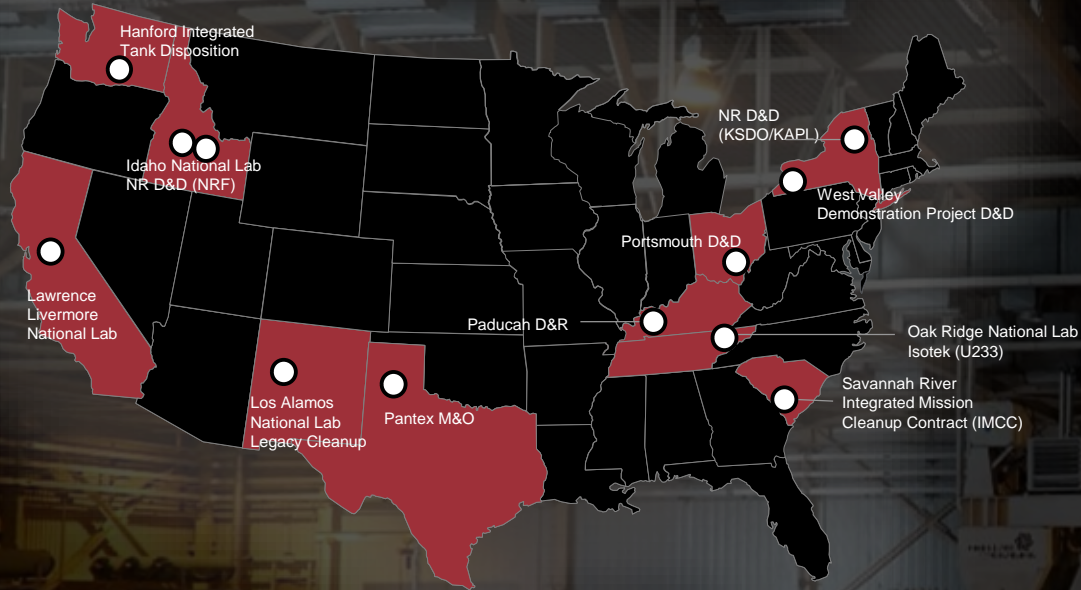 Hanford Integrated
Tank Disposition
NR D&D
(KSDO/KAPL)
Idaho National Lab
NR D&D (NRF)
West Valley
Demonstration Project D&D
Portsmouth D&D
Lawrence
Livermore
National Lab
Paducah D&R
Oak Ridge National Lab
Isotek (U233)
Los Alamos
National Lab
Legacy Cleanup
Pantex M&O
Savannah River
Integrated Mission
Cleanup Contract (IMCC)